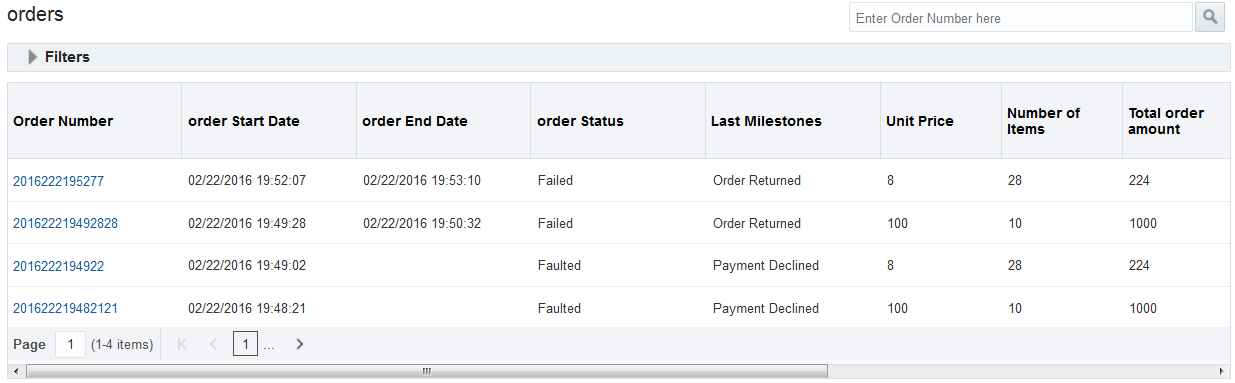 orders
Enter Order Number here
Filters
Order Number order Start Date order End Date order Status Last Milestones Unit Price Number of Items Total order amount
2016222195277 02/22/2016 19:52:07 02/22/2016 19:53:10 Failed Order Returned 8 28 224
201622219492828 02/22/2016 19:49:28 02/22/2016 19:50:32 Failed Order Returned 100 10 1000
2016222194922 02/22/2016 19:49:02 Faulted Payment Declined 8 28 224
201622219482121 02/22/2016 19:48:21 Faulted Payment Declined 100 10 1000
Page 1 (1-4 items) 1 ...